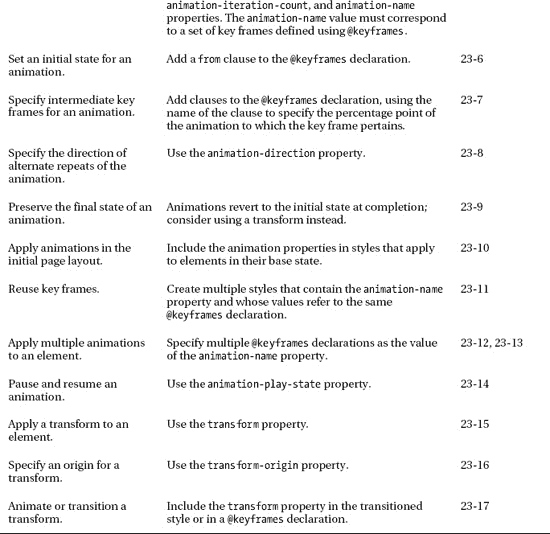 animation-iteration-count, and animation-name
properties. The animation-name value must correspond
to a set of key frames defined using @keyframes.
Set an initial state for an
animation.
Add a from clause to the @keyframes declaration.
23-6
Specify intermediate key
frames for an animation.
Add clauses to the @keyframes declaration, using the
name of the clause to specify the percentage point of
the animation to which the key frame pertains.
23-7
Specify the direction of
alternate repeats of the
animation.
Use the animation-direction property.
23-8
Preserve the final state of an
animation.
Animations revert to the initial state at completion;
consider using a transform instead.
23-9
Apply animations in the
initial page layout.
Include the animation properties in styles that apply
to elements in their base state.
23-10
Reuse key frames.
Create multiple styles that contain the animation-name
property and whose values refer to the same
@keyframes declaration.
23-11
Apply multiple animations
to an element.
Specify multiple @keyframes declarations as the value
of the animation-name property.
23-12, 23-13
Pause and resume an
animation.
Use the animation-play-state property.
23-14
Apply a transform to an
element.
Use the transform property.
23-15
Specify an origin for a
transform.
Use the transform-origin property.
23-16
Animate or transition a
transform.
Include the transform property in the transitioned
style or in a @keyframes declaration.
23-17